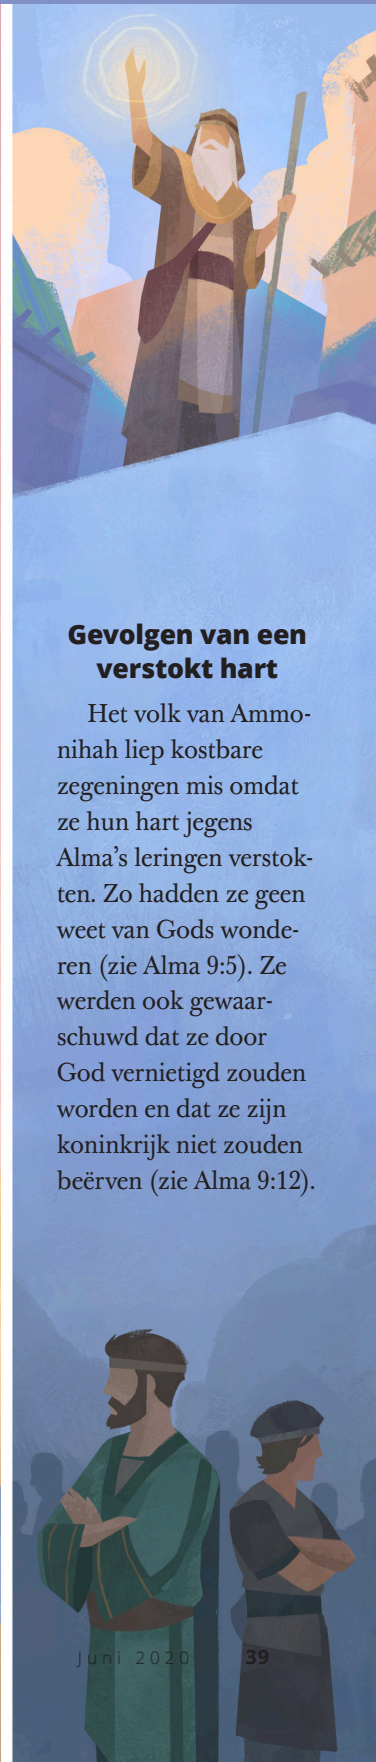 Gevolgen van een
verstokt hart
Het volk van Ammo-
nihah liep kostbare
zegeningen mis omdat
ze hun hart jegens
Alma’s leringen verstok-
ten. Zo hadden ze geen
weet van Gods wonde-
ren (zie Alma 9:5). Ze
werden ook gewaar-
schuwd dat ze door
God vernietigd zouden
worden en dat ze zijn
koninkrijk niet zouden
beërven (zie Alma 9:12).
Juni 2020 39